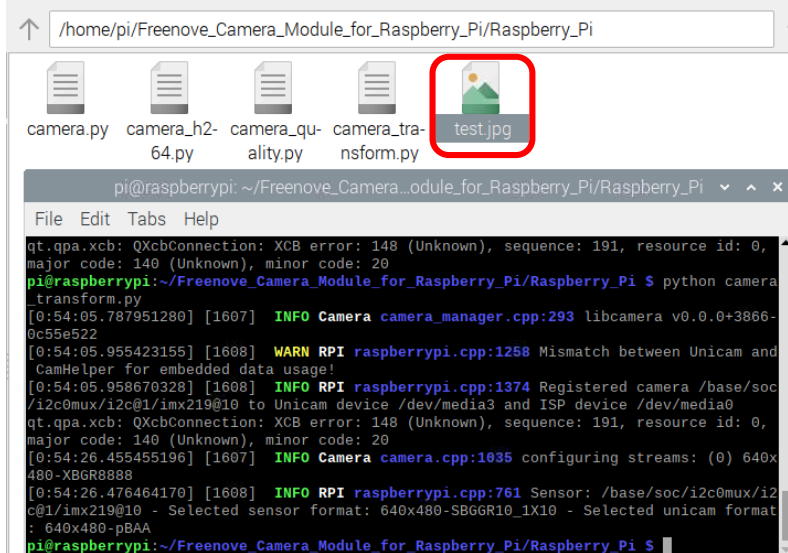 /home/pi/Freenove_Camera_Module_for_Raspberry_Pi/Raspberry_Pi
camera.py camera_h2- camera_qu- camera_tra- test.jpg
64.py ality.py nsform.py
pi@raspberrypi: ~/Freenove_Camera...odule_for_Raspberry_Pi/Raspberry_Pi
File Edit Tabs Help
qt.qpa.xcb: QXcbConnection: XCB error: 148 (Unknown), sequence: 191, resource id: 0,
major code: 140 (Unknown), minor code: 20
pi@raspberrypi:~/Freenove_Camera_Module_for_Raspberry_Pi/Raspberry_Pi $ python camera
_transform.py
[0:54:05.787951280] [1607] INFO Camera camera_manager.cpp:293 libcamera v0.0.0+3866-
0c55e522
[0:54:05.955423155] [1608] WARN RPI raspberrypi.cpp:1258 Mismatch between Unicam and
CamHelper for embedded data usage!
[0:54:05.958670328] [1608] INFO RPI raspberrypi.cpp:1374 Registered camera /base/soc
/i2c0mux/i2c@1/imx219@10 to Unicam device /dev/media3 and ISP device /dev/media0
qt.qpa.xcb: QXcbConnection: XCB error: 148 (Unknown), sequence: 191, resource id: 0,
major code: 140 (Unknown), minor code: 20
[0:54:26.455455196] [1607] INFO Camera camera.cpp:1035 configuring streams: (0) 640x
480-XBGR8888
[0:54:26.476464170] [1608] INFO RPI raspberrypi.cpp:761 Sensor: /base/soc/i2c0mux/i2
c@1/imx219@10 - Selected sensor format: 640x480-SBGGR10_1X10 - Selected unicam format
: 640x480-pBAA
pi@raspberrypi:~/Freenove_Camera_Module_for_Raspberry_Pi/Raspberry_Pi $